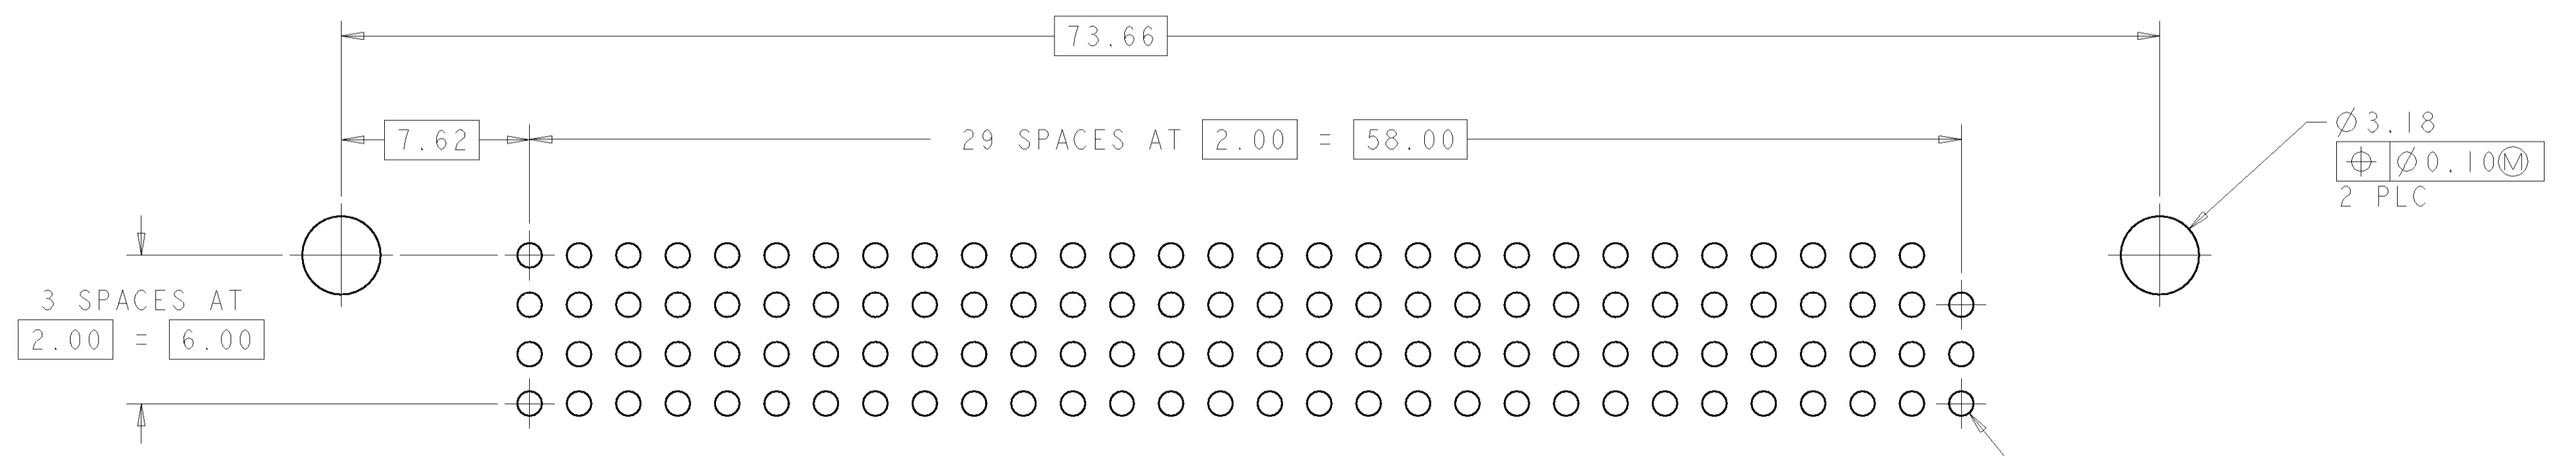 73.66
7.62
29 SPACES AT 2.00 = 58.00
Ø3.18
⌖ Ø0.10Ⓜ
2 PLC
3 SPACES AT
2.00 = 6.00